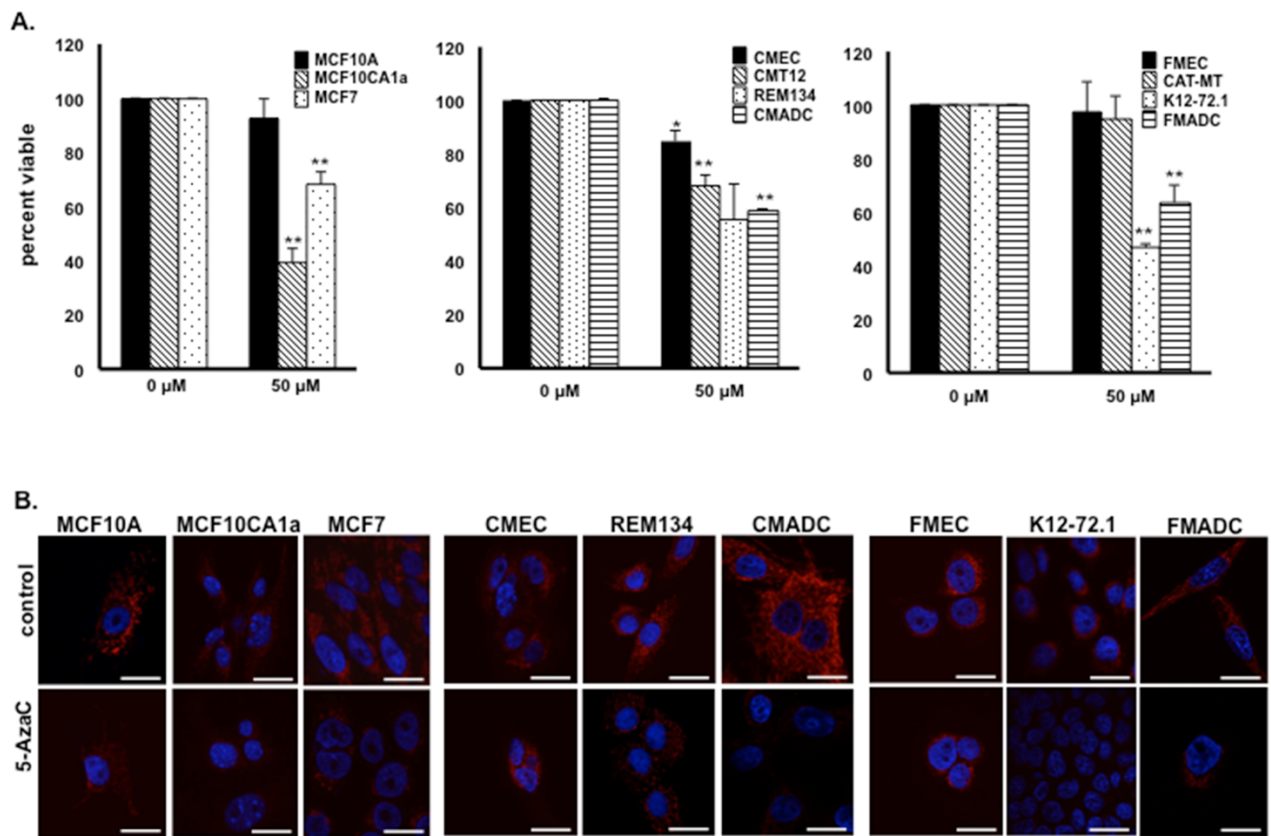 A.
percent viable
120
100
80
60
40
20
0
MCF10A
MCF10CA1a
MCF7
**
**
0 µM
50 µM
120
100
80
60
40
20
0
CMEC
CMT12
REM134
CMADC
*
**
**
0 µM
50 µM
120
100
80
60
40
20
0
FMEC
CAT-MT
K12-72.1
FMADC
**
**
0 µM
50 µM
B.
MCF10A MCF10CA1a MCF7 CMEC REM134 CMADC FMEC K12-72.1 FMADC
control
5-AzaC